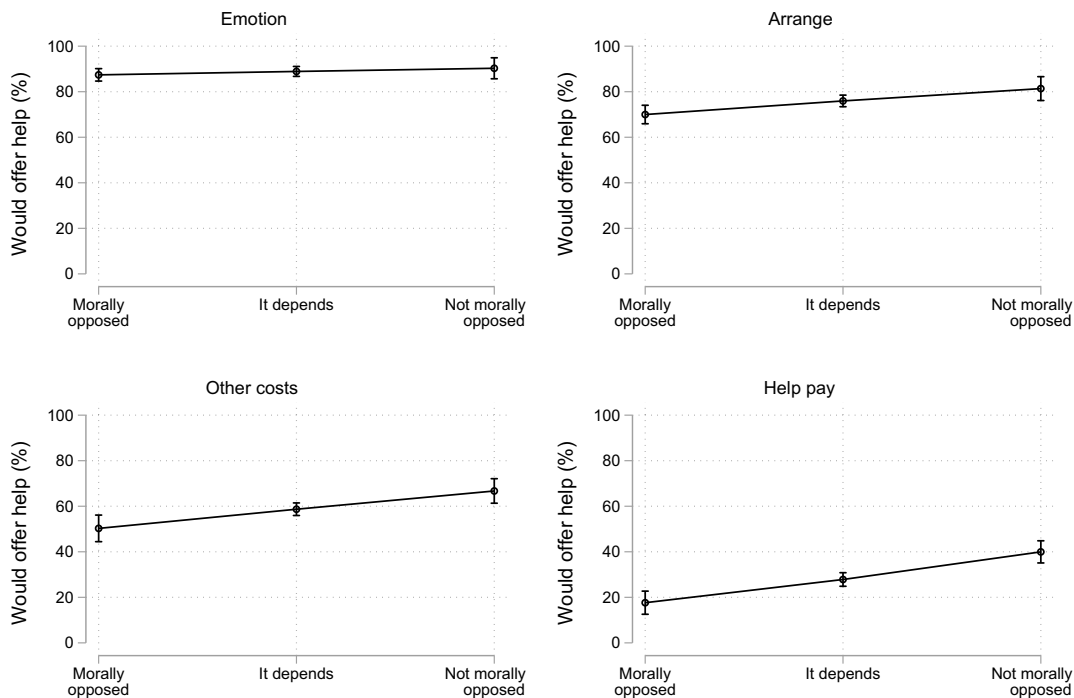 Emotion
Would offer help (%)
100
80
60
40
20
0
Morally
opposed
It depends
Not morally
opposed
Arrange
Would offer help (%)
100
80
60
40
20
0
Morally
opposed
It depends
Not morally
opposed
Other costs
Would offer help (%)
100
80
60
40
20
0
Morally
opposed
It depends
Not morally
opposed
Help pay
Would offer help (%)
100
80
60
40
20
0
Morally
opposed
It depends
Not morally
opposed